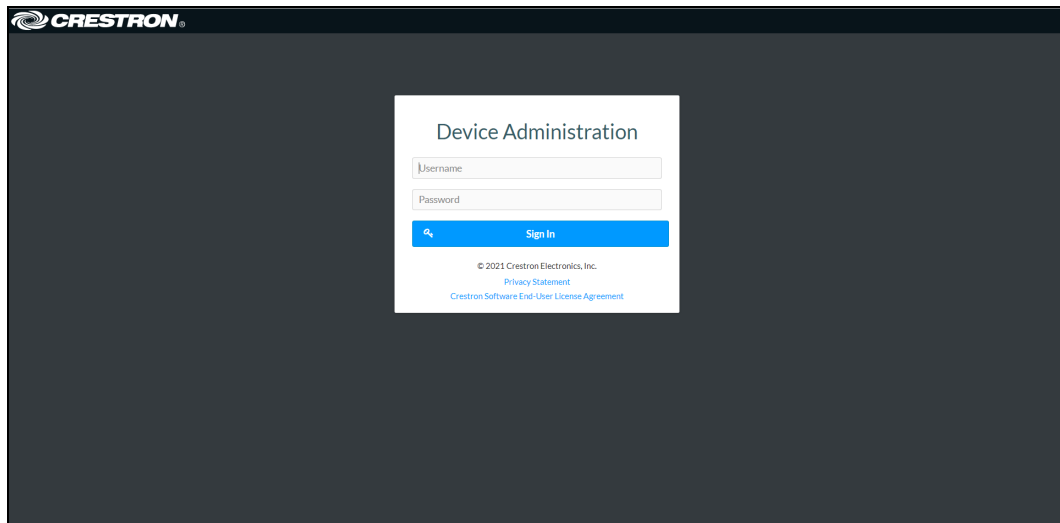 CRESTRON®
Device Administration
Username
Password
Sign In
© 2021 Crestron Electronics, Inc.
Privacy Statement
Crestron Software End-User License Agreement